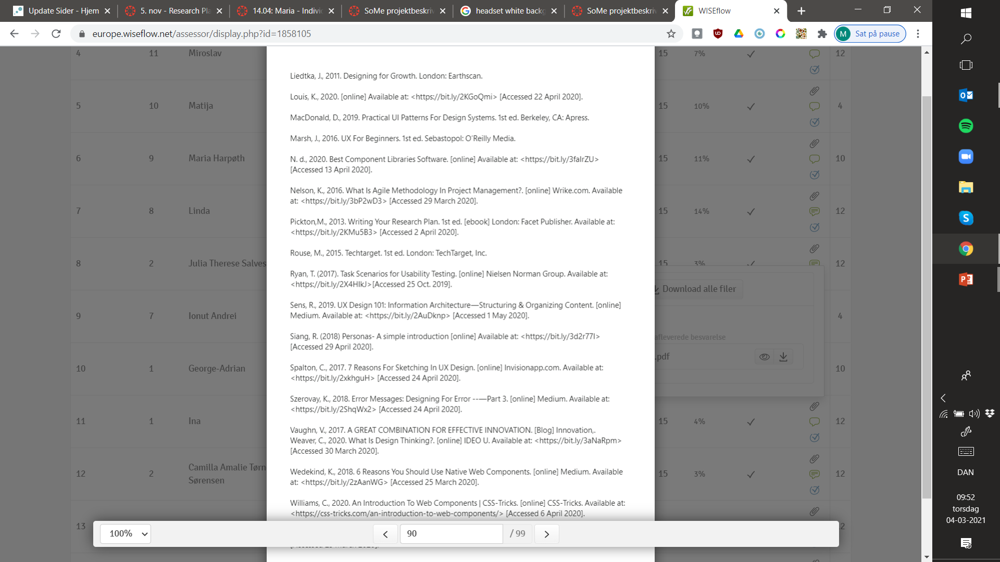 Update Sider - Hjem
5. nov - Research Pla
14.04: Maria - Indivi
SoMe projektbeskriv
headset white backg
SoMe projektbeskriv
WISEflow
europe.wiseflow.net/assessor/display.php?id=1858105
M Sat på pause
4 11 Miroslav 15 7% 12
5 10 Matija 15 10% 4
6 9 Maria Harpøth 15 11% 10
7 8 Linda 15 14% 12
8 2 Julia Therese Salves 15 3% 12
9 7 Ionut Andrei 4
10 1 George-Adrian 10
11 1 Ina 15 4% 12
12 2 Camilla Amalie Tørn 15 3% 12
Sørensen
13
Download alle filer
afleverede besvarelse
.pdf
Liedtka, J., 2011. Designing for Growth. London: Earthscan.
Louis, K., 2020. [online] Available at: <https://bit.ly/2KGoQmi> [Accessed 22 April 2020].
MacDonald, D., 2019. Practical UI Patterns For Design Systems. 1st ed. Berkeley, CA: Apress.
Marsh, J., 2016. UX For Beginners. 1st ed. Sebastopol: O'Reilly Media.
N. d., 2020. Best Component Libraries Software. [online] Available at: <https://bit.ly/3faIrZU>
[Accessed 13 April 2020].
Nelson, K., 2016. What Is Agile Methodology In Project Management?. [online] Wrike.com. Available
at: <https://bit.ly/3bP2wD3> [Accessed 29 March 2020].
Pickton,M., 2013. Writing Your Research Plan. 1st ed. [ebook] London: Facet Publisher. Available at:
<https://bit.ly/2KMu5B3> [Accessed 2 April 2020].
Rouse, M., 2015. Techtarget. 1st ed. London: TechTarget, Inc.
Ryan, T. (2017). Task Scenarios for Usability Testing. [online] Nielsen Norman Group. Available at:
<https://bit.ly/2X4HIkJ>[Accessed 25 Oct. 2019].
Sens, R., 2019. UX Design 101: Information Architecture—Structuring & Organizing Content. [online]
Medium. Available at: <https://bit.ly/2AuDknp> [Accessed 1 May 2020].
Siang, R. (2018) Personas- A simple introduction [online] Available at: <https://bit.ly/3d2r77I>
[Accessed 29 April 2020].
Spalton, C., 2017. 7 Reasons For Sketching In UX Design. [online] Invisionapp.com. Available at:
<https://bit.ly/2xkhguH> [Accessed 24 April 2020].
Szerovay, K., 2018. Error Messages: Designing For Error --—Part 3. [online] Medium. Available at:
<https://bit.ly/2ShqWx2> [Accessed 24 April 2020].
Vaughn, V., 2017. A GREAT COMBINATION FOR EFFECTIVE INNOVATION. [Blog] Innovation,.
Weaver, C., 2020. What Is Design Thinking?. [online] IDEO U. Available at: <https://bit.ly/3aNaRpm>
[Accessed 30 March 2020].
Wedekind, K., 2018. 6 Reasons You Should Use Native Web Components. [online] Medium. Available
at: <https://bit.ly/2zAanWG> [Accessed 25 March 2020].
Williams, C., 2020. An Introduction To Web Components | CSS-Tricks. [online] CSS-Tricks. Available at:
<https://css-tricks.com/an-introduction-to-web-components/> [Accessed 6 April 2020].
100% 90 / 99
DAN
09:52
torsdag
04-03-2021